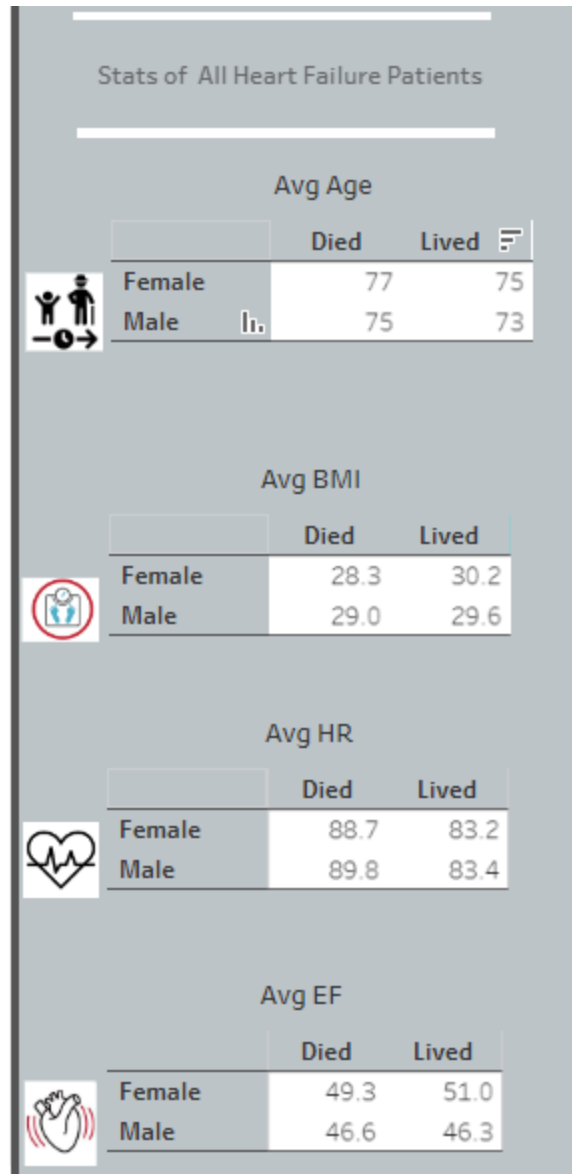 Stats of All Heart Failure Patients
Avg Age
Died Lived
Female 77 75
Male 75 73
Avg BMI
Died Lived
Female 28.3 30.2
Male 29.0 29.6
Avg HR
Died Lived
Female 88.7 83.2
Male 89.8 83.4
Avg EF
Died Lived
Female 49.3 51.0
Male 46.6 46.3